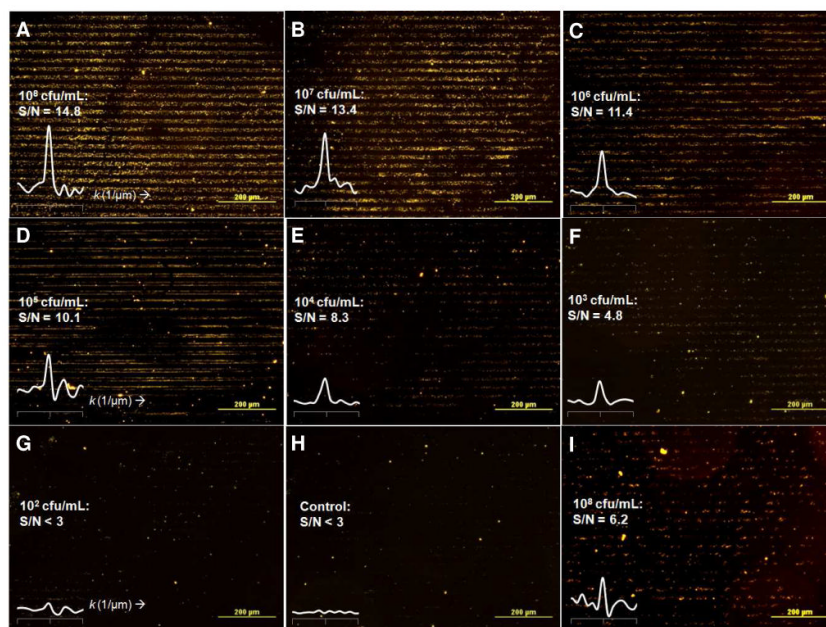 A
10⁸ cfu/mL:
S/N = 14.8
k (1/µm) →
200 µm
B
10⁷ cfu/mL:
S/N = 13.4
200 µm
C
10⁶ cfu/mL:
S/N = 11.4
200 µm
D
10⁵ cfu/mL:
S/N = 10.1
k (1/µm) →
200 µm
E
10⁴ cfu/mL:
S/N = 8.3
200 µm
F
10³ cfu/mL:
S/N = 4.8
200 µm
G
10² cfu/mL:
S/N < 3
k (1/µm) →
200 µm
H
Control:
S/N < 3
200 µm
I
10⁸ cfu/mL:
S/N = 6.2
200 µm